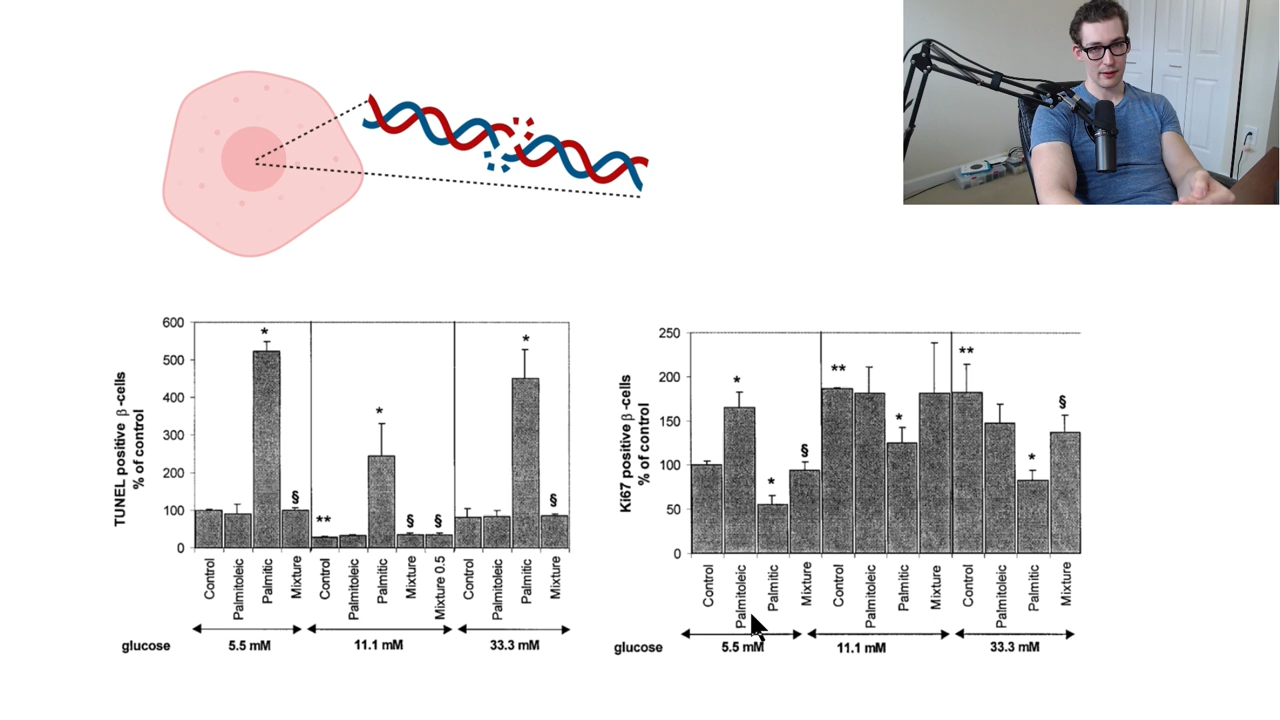 600
500
400
300
200
100
0
TUNEL positive β-cells
% of control
*
§
**
*
§
§
*
§
Control
Palmitoleic
Palmitic
Mixture
Control
Palmitoleic
Palmitic
Mixture
Mixture 0.5
Control
Palmitoleic
Palmitic
Mixture
glucose
5.5 mM
11.1 mM
33.3 mM
250
200
150
100
50
0
Ki67 positive β-cells
% of control
*
*
§
**
*
**
*
§
Control
Palmitoleic
Palmitic
Mixture
Control
Palmitoleic
Palmitic
Mixture
Control
Palmitoleic
Palmitic
Mixture
glucose
5.5 mM
11.1 mM
33.3 mM